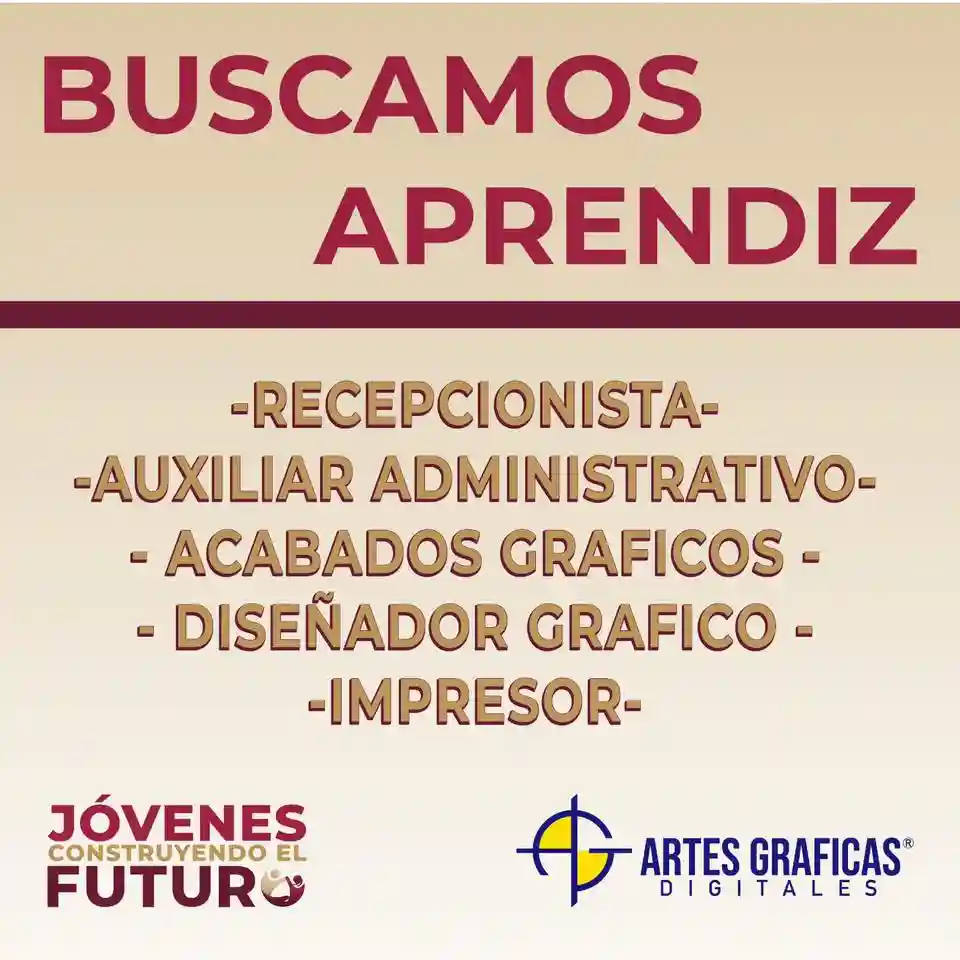 BUSCAMOS
APRENDIZ
-RECEPCIONISTA-
-AUXILIAR ADMINISTRATIVO-
- ACABADOS GRAFICOS -
- DISEÑADOR GRAFICO -
-IMPRESOR-
JÓVENES
CONSTRUYENDO EL
FUTURO
ARTES GRAFICAS®
DIGITALES